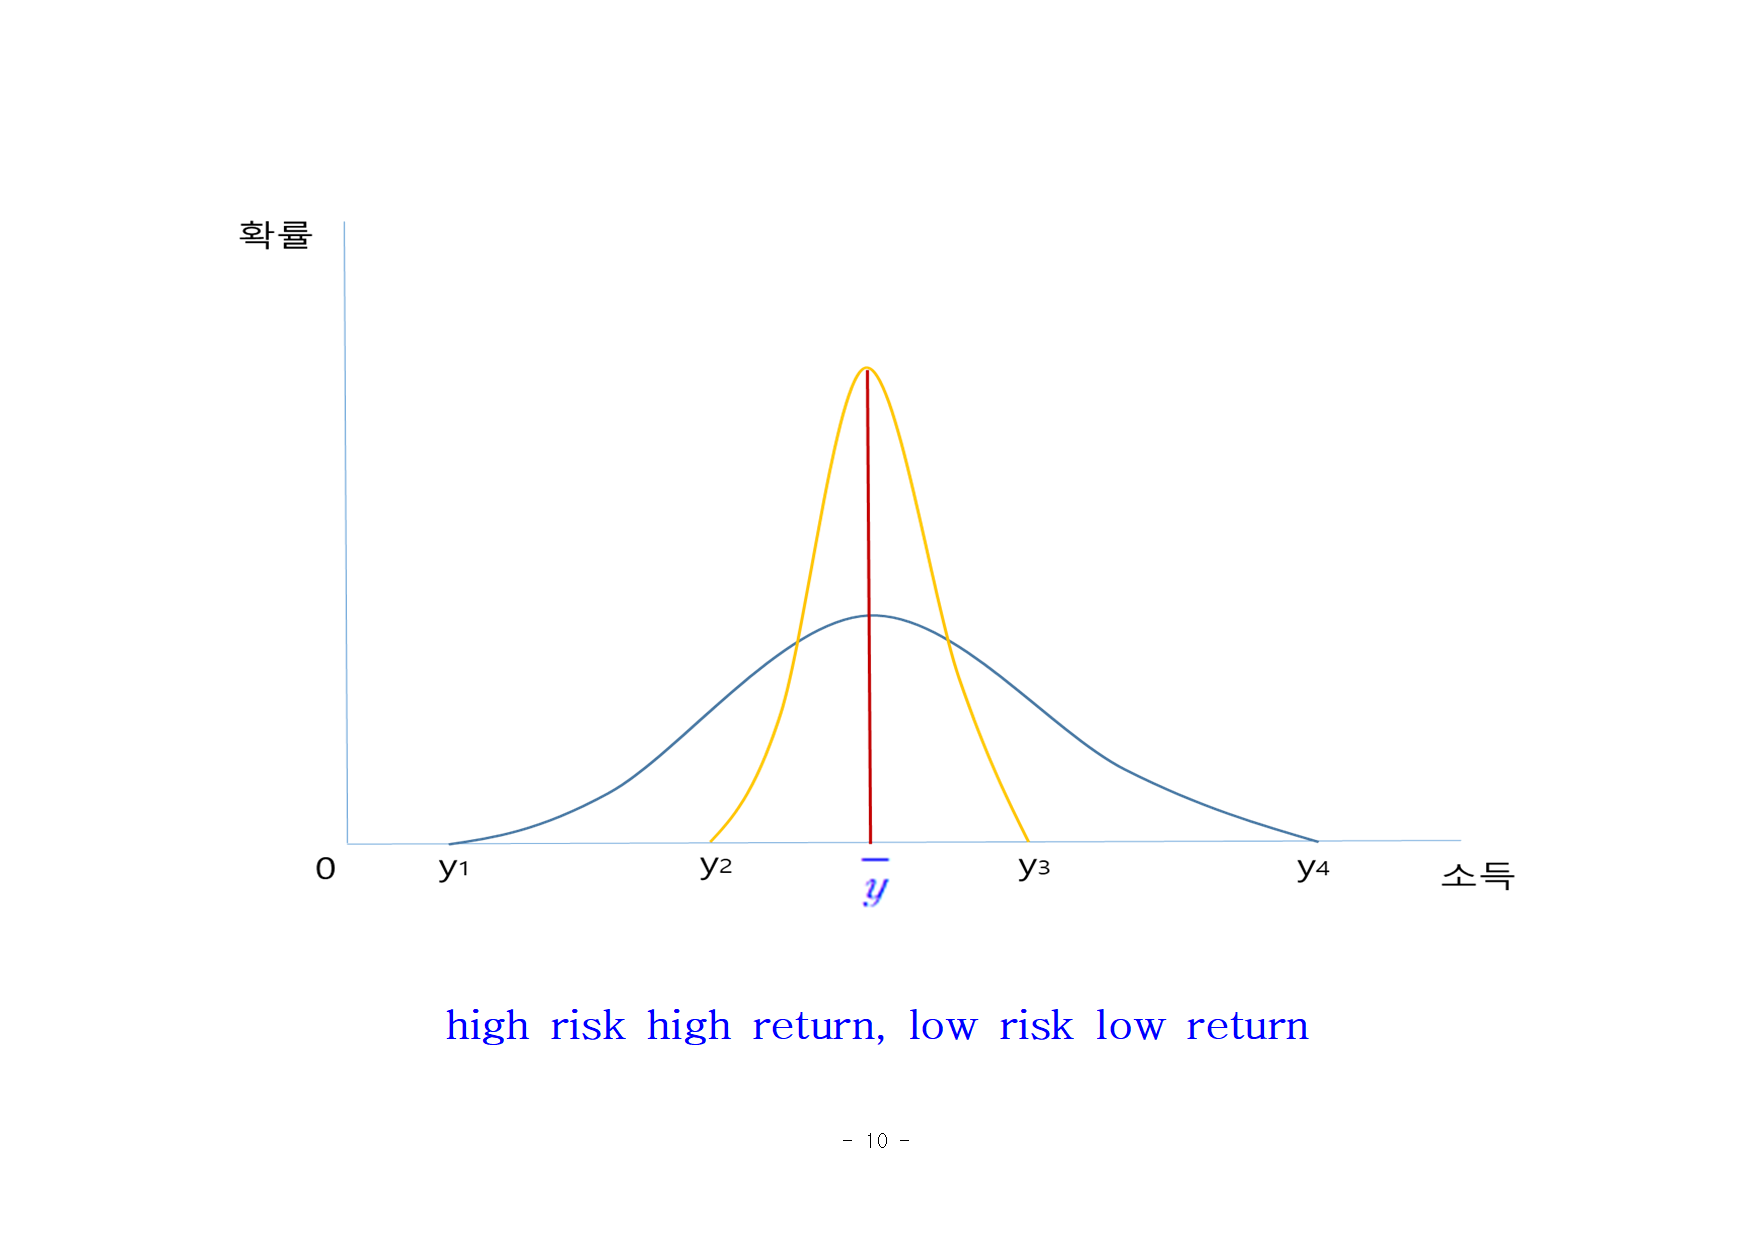 확률
0
y1
y2
y̅
y3
y4
소득
high risk high return, low risk low return
- 10 -